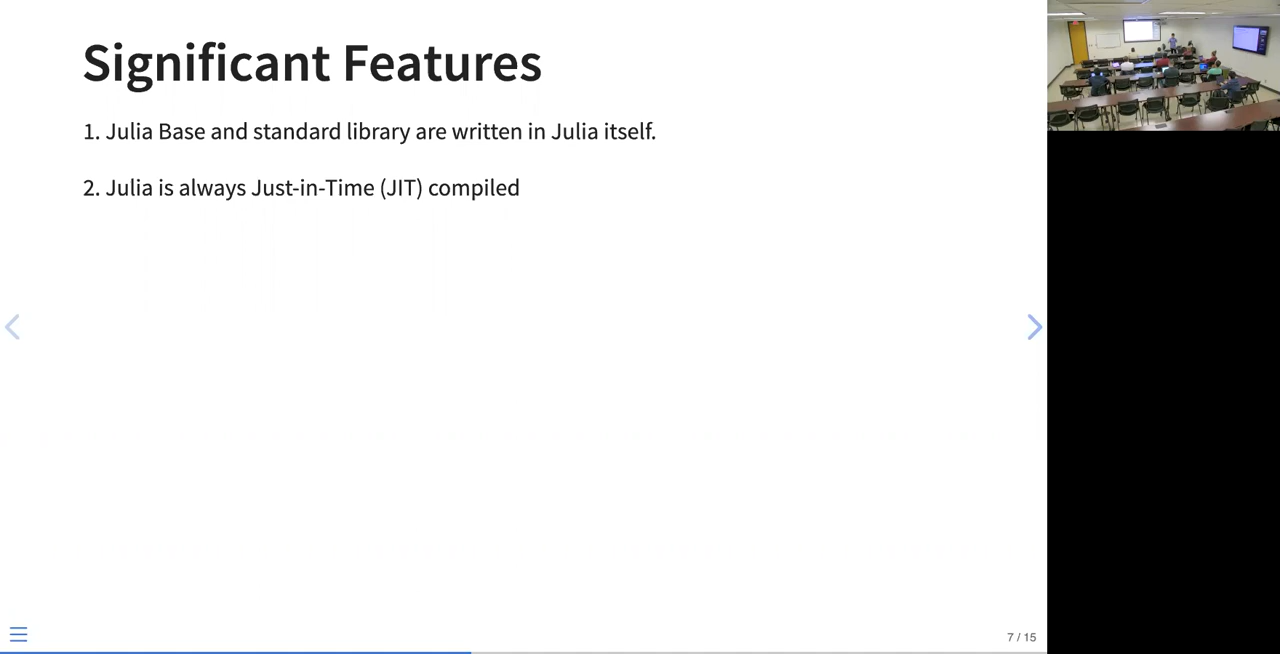 Significant Features
1. Julia Base and standard library are written in Julia itself.
2. Julia is always Just-in-Time (JIT) compiled
7 / 15